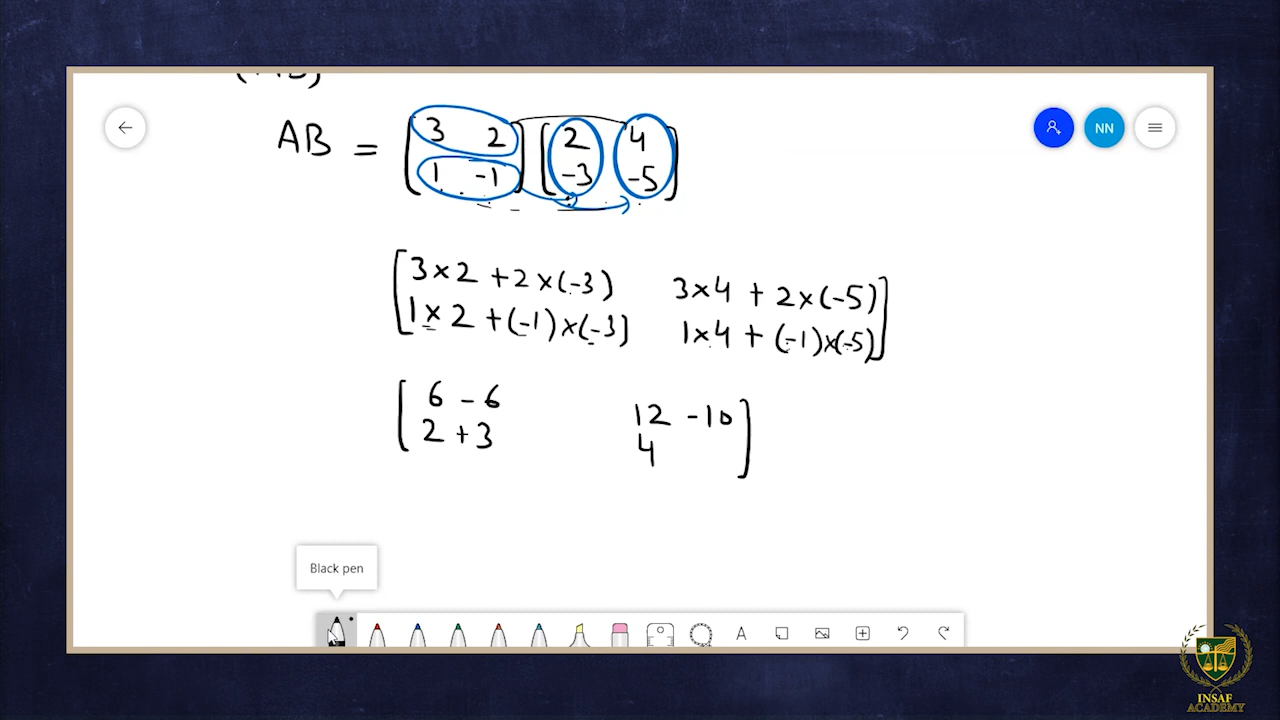 AB = [3 2 1 -1] [2 4 -3 -5]
NN
[3×2 +2×(-3) 3×4 + 2×(-5)
1×2 +(-1)×(-3) 1×4 + (-1)×(-5)]
[6 - 6 12 -10
2 +3 4]
Black pen
A
INSAF
ACADEMY